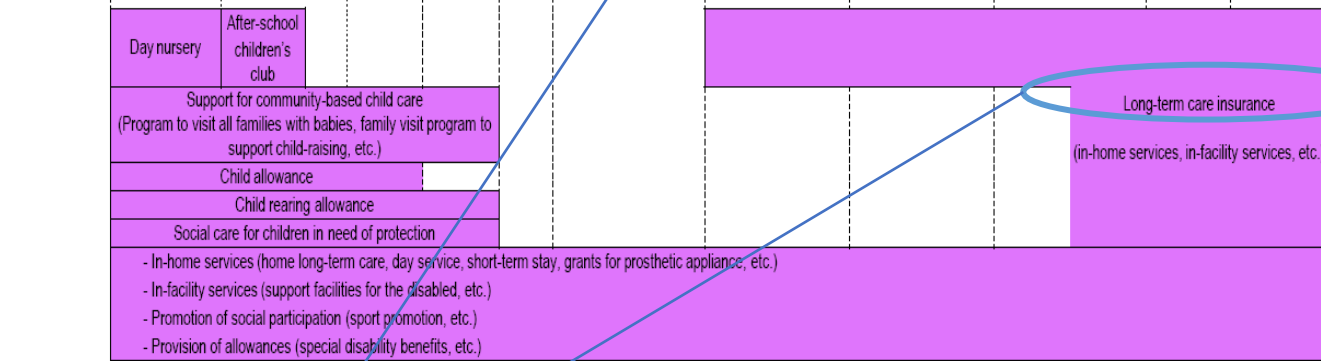 Day nursery
After-school
children's
club
Support for community-based child care
(Program to visit all families with babies, family visit program to
support child-raising, etc.)
Child allowance
Child rearing allowance
Social care for children in need of protection
Long-term care insurance
(in-home services, in-facility services, etc.
- In-home services (home long-term care, day service, short-term stay, grants for prosthetic appliance, etc.)
- In-facility services (support facilities for the disabled, etc.)
- Promotion of social participation (sport promotion, etc.)
- Provision of allowances (special disability benefits, etc.)